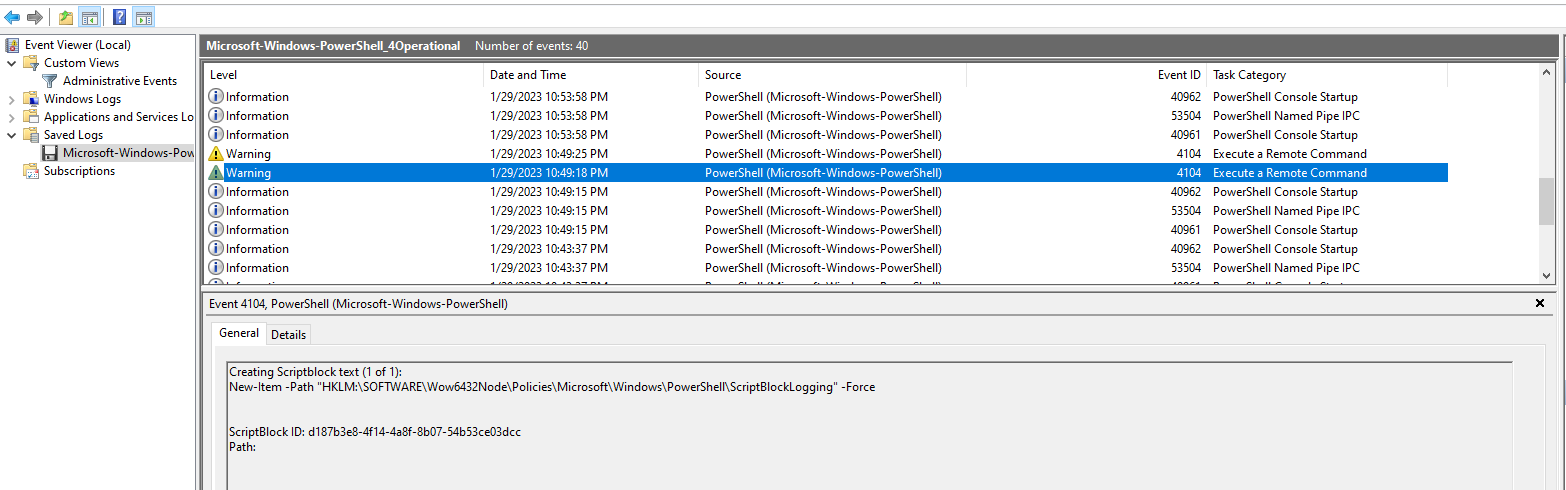 Event Viewer (Local)
Custom Views
Administrative Events
Windows Logs
Applications and Services Lo
Saved Logs
Microsoft-Windows-Pow
Subscriptions
Microsoft-Windows-PowerShell_4Operational Number of events: 40
Level Date and Time Source Event ID Task Category
Information 1/29/2023 10:53:58 PM PowerShell (Microsoft-Windows-PowerShell) 40962 PowerShell Console Startup
Information 1/29/2023 10:53:58 PM PowerShell (Microsoft-Windows-PowerShell) 53504 PowerShell Named Pipe IPC
Information 1/29/2023 10:53:58 PM PowerShell (Microsoft-Windows-PowerShell) 40961 PowerShell Console Startup
Warning 1/29/2023 10:49:25 PM PowerShell (Microsoft-Windows-PowerShell) 4104 Execute a Remote Command
Warning 1/29/2023 10:49:18 PM PowerShell (Microsoft-Windows-PowerShell) 4104 Execute a Remote Command
Information 1/29/2023 10:49:15 PM PowerShell (Microsoft-Windows-PowerShell) 40962 PowerShell Console Startup
Information 1/29/2023 10:49:15 PM PowerShell (Microsoft-Windows-PowerShell) 53504 PowerShell Named Pipe IPC
Information 1/29/2023 10:49:15 PM PowerShell (Microsoft-Windows-PowerShell) 40961 PowerShell Console Startup
Information 1/29/2023 10:43:37 PM PowerShell (Microsoft-Windows-PowerShell) 40962 PowerShell Console Startup
Information 1/29/2023 10:43:37 PM PowerShell (Microsoft-Windows-PowerShell) 53504 PowerShell Named Pipe IPC
Event 4104, PowerShell (Microsoft-Windows-PowerShell)
General Details
Creating Scriptblock text (1 of 1):
New-Item -Path "HKLM:\SOFTWARE\Wow6432Node\Policies\Microsoft\Windows\PowerShell\ScriptBlockLogging" -Force
ScriptBlock ID: d187b3e8-4f14-4a8f-8b07-54b53ce03dcc
Path: